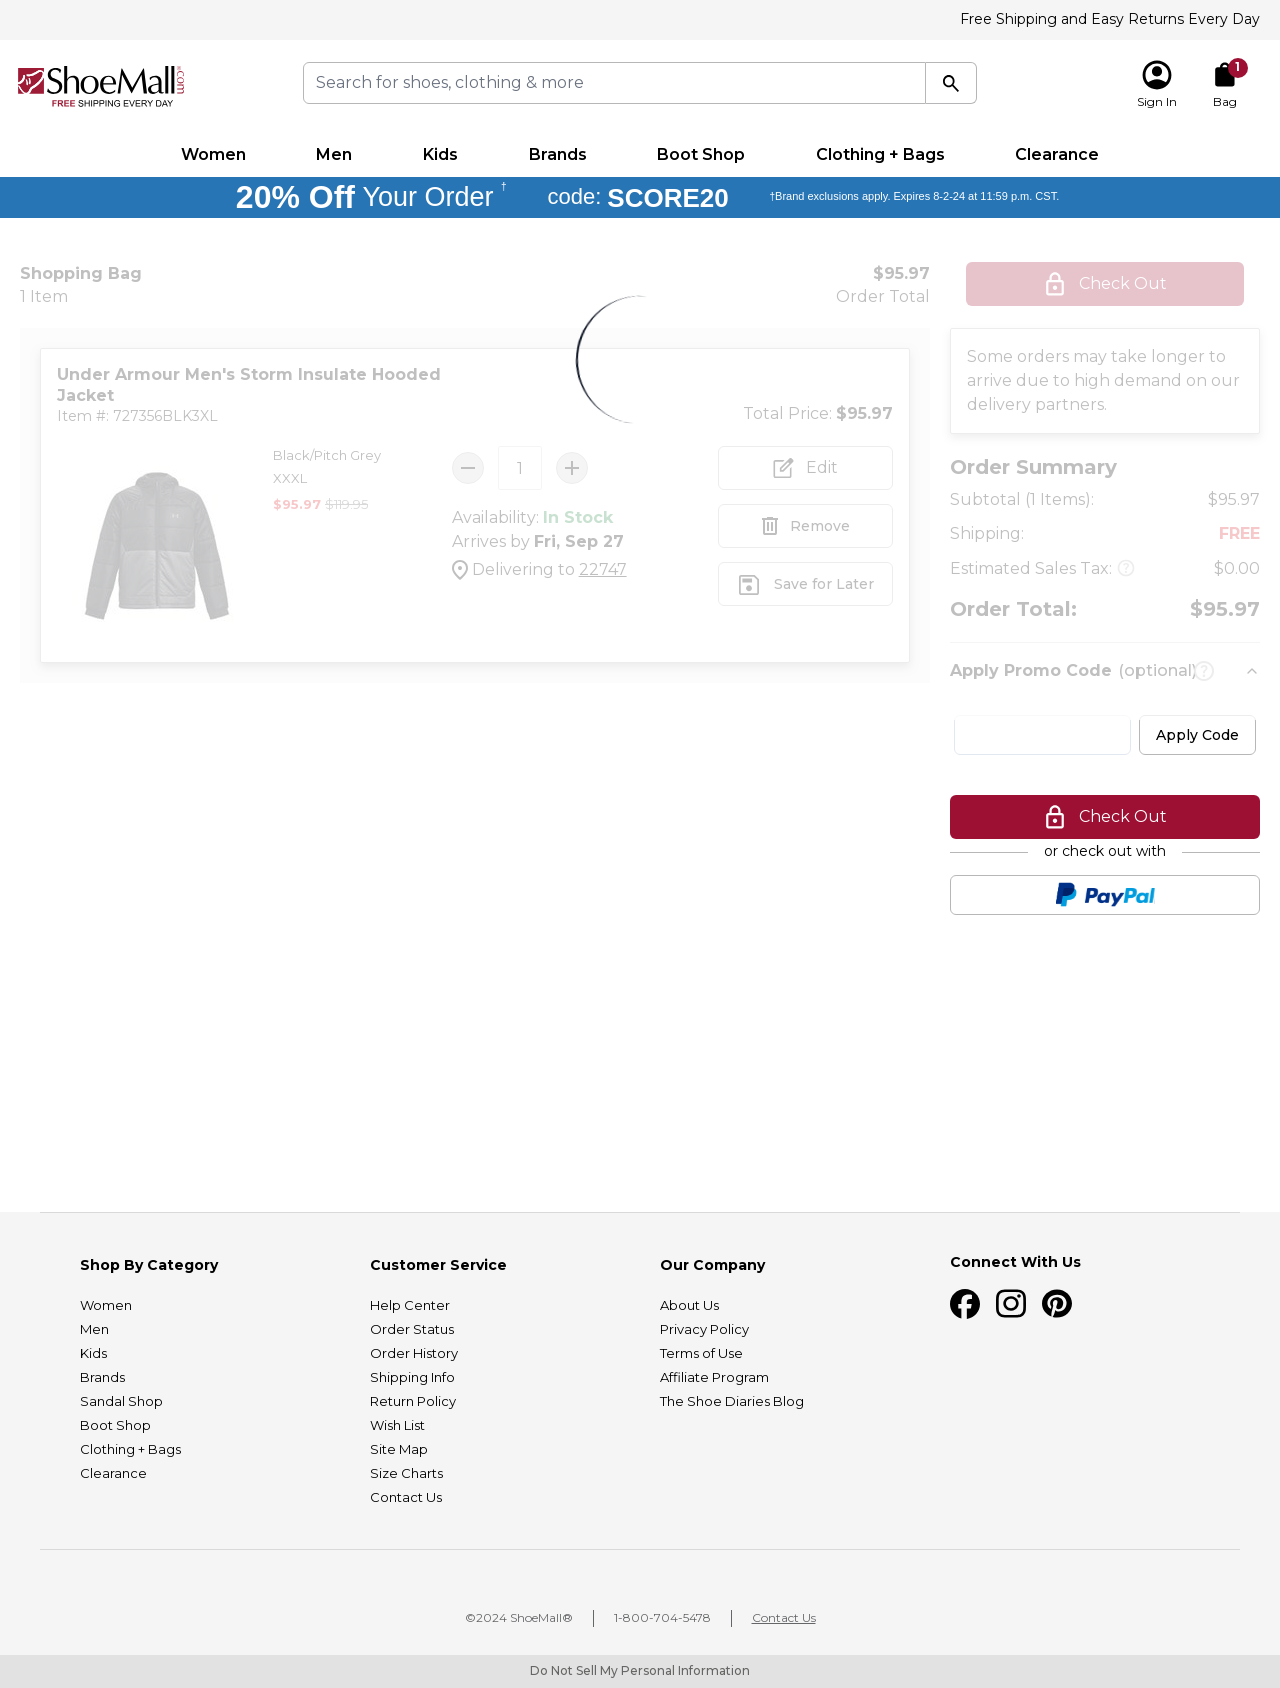 Free Shipping and Easy Returns Every Day
ShoeMall.com
FREE SHIPPING EVERY DAY
Search for shoes, clothing & more
Sign In
1
Bag
Women Men Kids Brands Boot Shop Clothing + Bags Clearance
20% Off Your Order † code: SCORE20 †Brand exclusions apply. Expires 8-2-24 at 11:59 p.m. CST.
Shopping Bag
1 Item
$95.97
Order Total
Check Out
Under Armour Men's Storm Insulate Hooded
Jacket
Item #: 727356BLK3XL
Total Price: $95.97
Black/Pitch Grey
XXXL
$95.97 $119.95
1
Availability: In Stock
Arrives by Fri, Sep 27
Delivering to 22747
Edit
Remove
Save for Later
Some orders may take longer to
arrive due to high demand on our
delivery partners.
Order Summary
Subtotal (1 Items): $95.97
Shipping: FREE
Estimated Sales Tax: ? $0.00
Order Total: $95.97
Apply Promo Code (optional) ?
Apply Code
Check Out
or check out with
PayPal
Shop By Category
Women
Men
Kids
Brands
Sandal Shop
Boot Shop
Clothing + Bags
Clearance
Customer Service
Help Center
Order Status
Order History
Shipping Info
Return Policy
Wish List
Site Map
Size Charts
Contact Us
Our Company
About Us
Privacy Policy
Terms of Use
Affiliate Program
The Shoe Diaries Blog
Connect With Us
©2024 ShoeMall® 1-800-704-5478 Contact Us
Do Not Sell My Personal Information